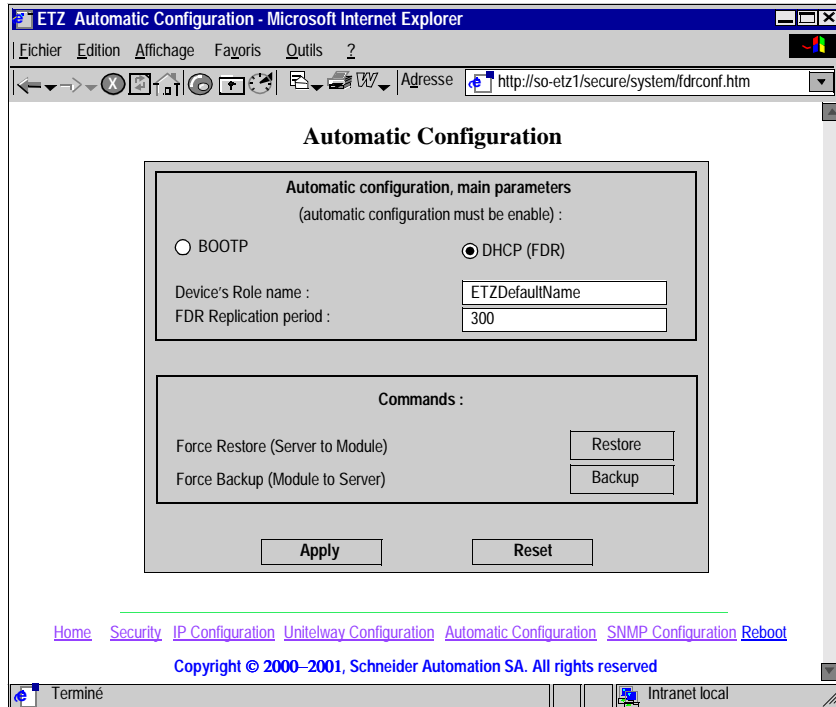 ETZ Automatic Configuration - Microsoft Internet Explorer
Fichier Edition Affichage Favoris Outils ?
Adresse http://so-etz1/secure/system/fdrconf.htm
Automatic Configuration
Automatic configuration, main parameters
(automatic configuration must be enable) :
BOOTP DHCP (FDR)
Device's Role name : ETZDefaultName
FDR Replication period : 300
Commands :
Force Restore (Server to Module) Restore
Force Backup (Module to Server) Backup
Apply Reset
Home Security IP Configuration Unitelway Configuration Automatic Configuration SNMP Configuration Reboot
Copyright © 2000–2001, Schneider Automation SA. All rights reserved
Terminé Intranet local